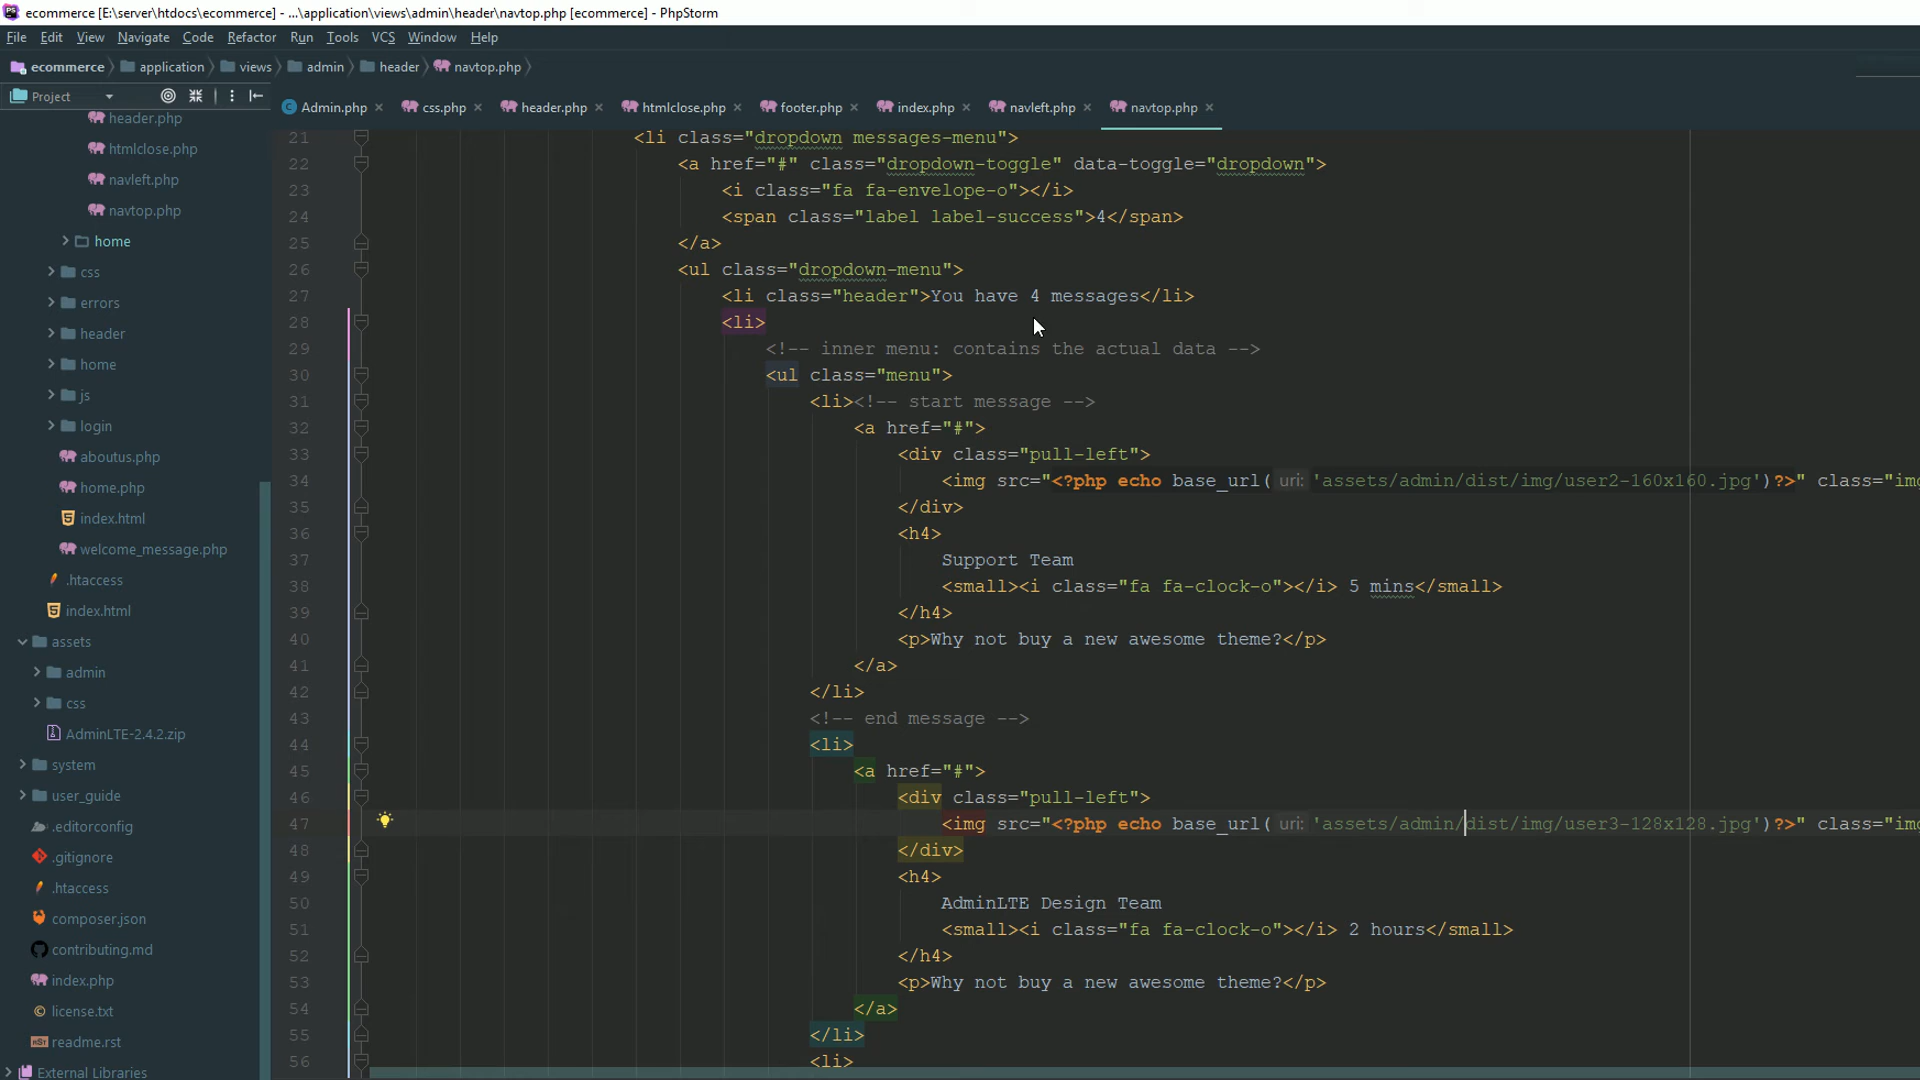 ecommerce [E:\server\htdocs\ecommerce] - ...\application\views\admin\header\navtop.php [ecommerce] - PhpStorm
File Edit View Navigate Code Refactor Run Tools VCS Window Help
ecommerce application views admin header navtop.php
Project
Admin.php css.php header.php htmlclose.php footer.php index.php navleft.php navtop.php
header.php
htmlclose.php
navleft.php
navtop.php
home
css
errors
header
home
js
login
aboutus.php
home.php
index.html
welcome_message.php
.htaccess
index.html
assets
admin
css
AdminLTE-2.4.2.zip
system
user_guide
.editorconfig
.gitignore
.htaccess
composer.json
contributing.md
index.php
license.txt
readme.rst
External Libraries
21 <li class="dropdown messages-menu">
22 <a href="#" class="dropdown-toggle" data-toggle="dropdown">
23 <i class="fa fa-envelope-o"></i>
24 <span class="label label-success">4</span>
25 </a>
26 <ul class="dropdown-menu">
27 <li class="header">You have 4 messages</li>
28 <li>
29 <!-- inner menu: contains the actual data -->
30 <ul class="menu">
31 <li><!-- start message -->
32 <a href="#">
33 <div class="pull-left">
34 <img src="<?php echo base_url( uri: 'assets/admin/dist/img/user2-160x160.jpg')?>" class="im
35 </div>
36 <h4>
37 Support Team
38 <small><i class="fa fa-clock-o"></i> 5 mins</small>
39 </h4>
40 <p>Why not buy a new awesome theme?</p>
41 </a>
42 </li>
43 <!-- end message -->
44 <li>
45 <a href="#">
46 <div class="pull-left">
47 <img src="<?php echo base_url( uri: 'assets/admin/dist/img/user3-128x128.jpg')?>" class="im
48 </div>
49 <h4>
50 AdminLTE Design Team
51 <small><i class="fa fa-clock-o"></i> 2 hours</small>
52 </h4>
53 <p>Why not buy a new awesome theme?</p>
54 </a>
55 </li>
56 <li>